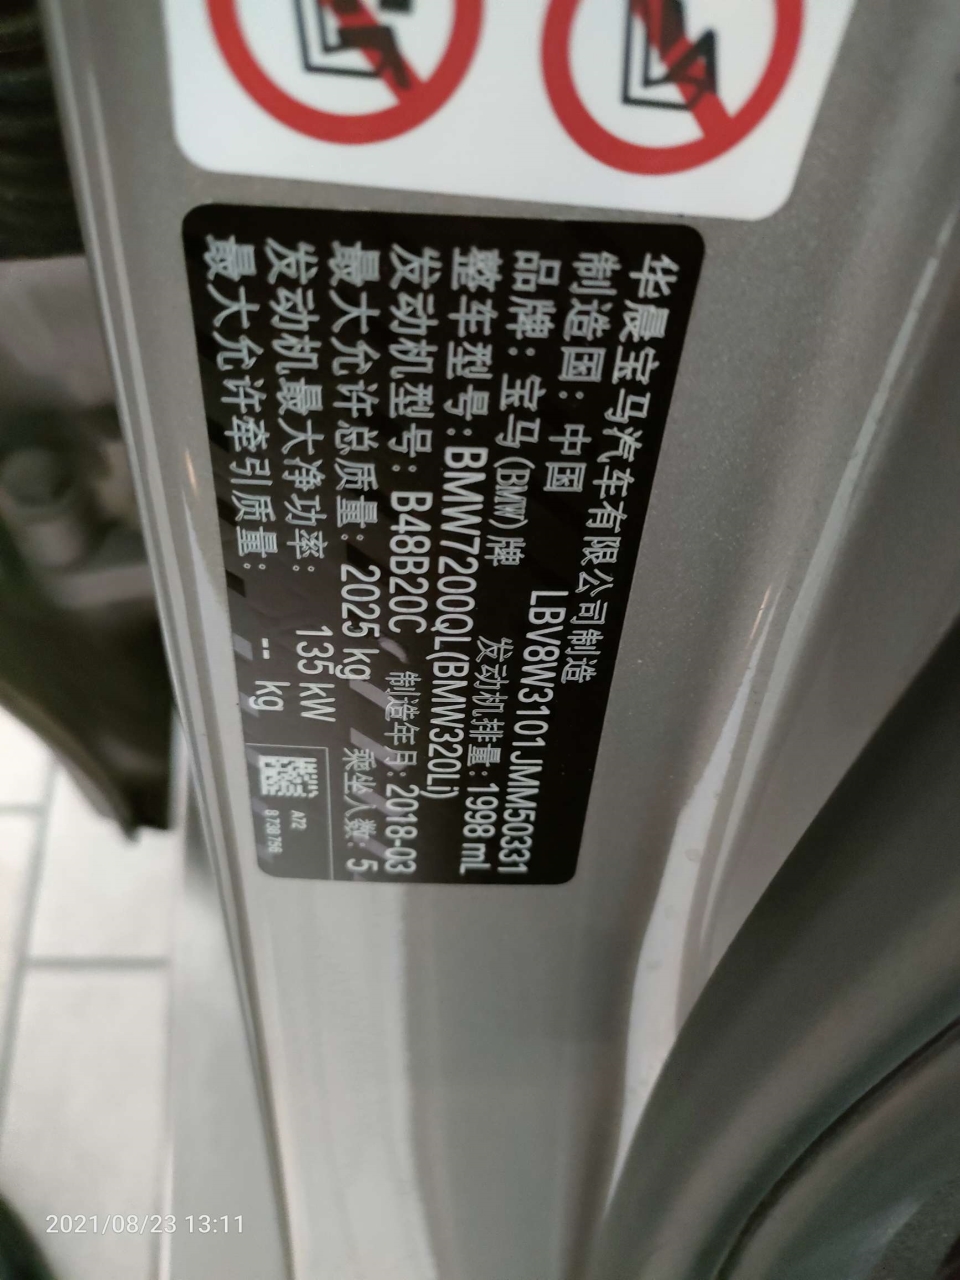 华晨宝马汽车有限公司制造
制造国：中国 LBV8W3101JMM50331
品牌：宝马(BMW)牌 发动机排量：1998 mL
整车型号：BMW7200QL(BMW320Li)
发动机型号：B48B20C 制造年月：2018-03
最大允许总质量：2025 kg 乘坐人数：5
发动机最大净功率：135 kW
最大允许牵引质量：-- kg
A72
8 738 756
2021/08/23 13:11